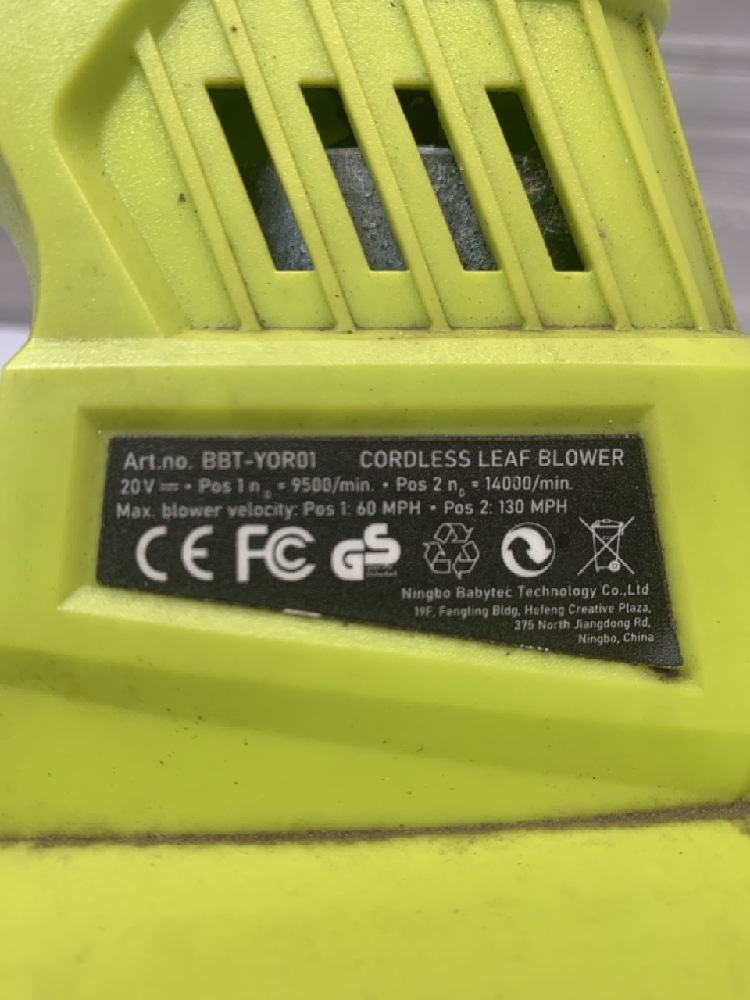 Art.no. BBT-YOR01 CORDLESS LEAF BLOWER
20V ⎓ • Pos 1 n₀ = 9500/min. • Pos 2 n₀ = 14000/min.
Max. blower velocity: Pos 1: 60 MPH • Pos 2: 130 MPH
CE FC GS
Ningbo Babytec Technology Co.,Ltd
19F, Fangting Bldg, Hefeng Creative Plaza,
375 North Jiangdong Rd,
Ningbo, China